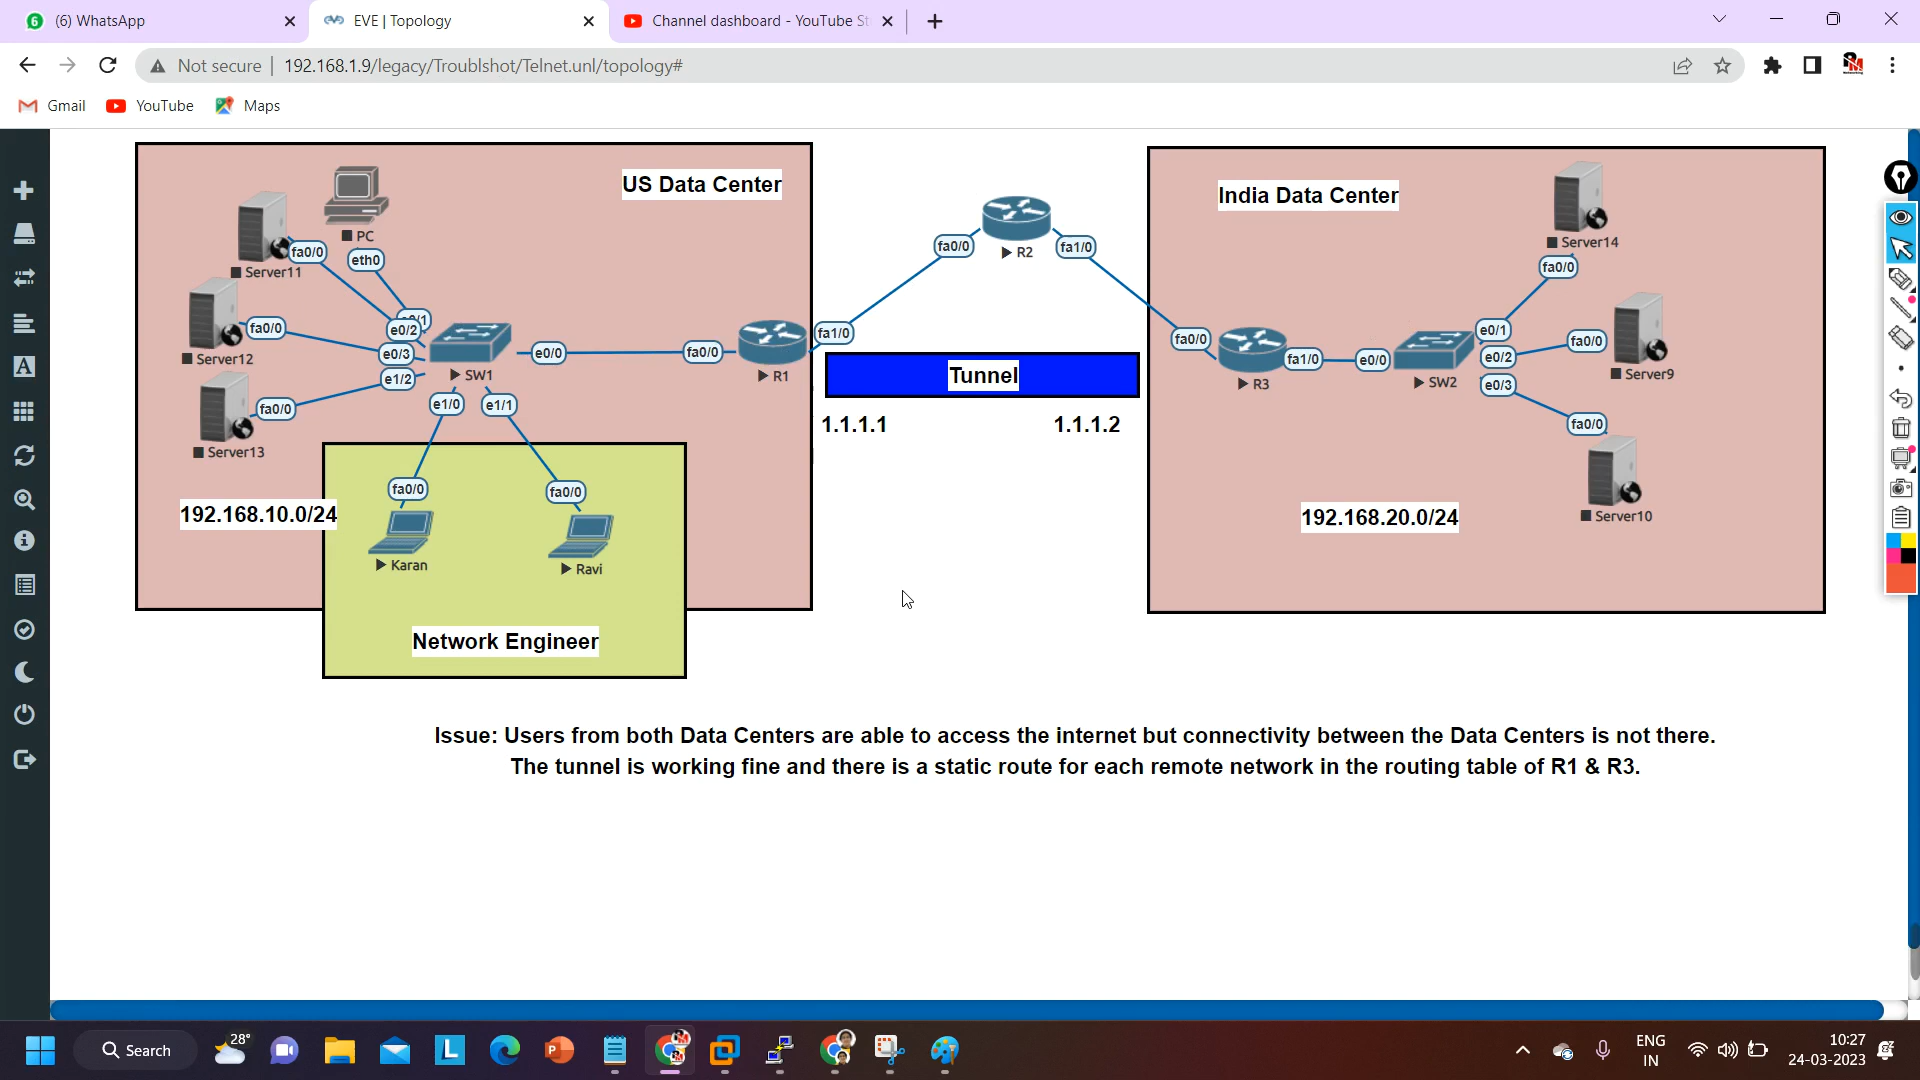 (6) WhatsApp
EVE | Topology
Channel dashboard - YouTube St
Not secure
192.168.1.9/legacy/Troublshot/Telnet.unl/topology#
Gmail
YouTube
Maps
US Data Center
India Data Center
PC
Server11
fa0/0
eth0
Server12
fa0/0
e0/2
e0/3
e1/2
Server13
fa0/0
SW1
e0/0
fa0/0
R1
fa1/0
e1/0
e1/1
fa0/0
R2
fa1/0
Tunnel
1.1.1.1
1.1.1.2
fa0/0
R3
fa1/0
e0/0
SW2
e0/1
e0/2
e0/3
Server14
fa0/0
fa0/0
Server9
fa0/0
Server10
192.168.10.0/24
192.168.20.0/24
fa0/0
fa0/0
Karan
Ravi
Network Engineer
Issue: Users from both Data Centers are able to access the internet but connectivity between the Data Centers is not there.
The tunnel is working fine and there is a static route for each remote network in the routing table of R1 & R3.
Search
28°
ENG
IN
10:27
24-03-2023